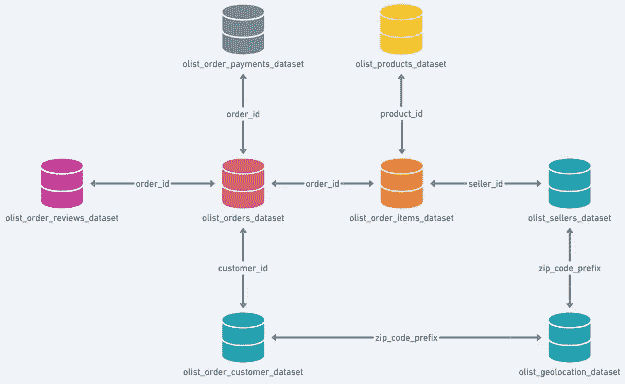 olist_order_payments_dataset
olist_products_dataset
order_id
product_id
order_id
order_id
seller_id
olist_order_reviews_dataset
olist_orders_dataset
olist_order_items_dataset
olist_sellers_dataset
customer_id
zip_code_prefix
zip_code_prefix
olist_order_customer_dataset
olist_geolocation_dataset